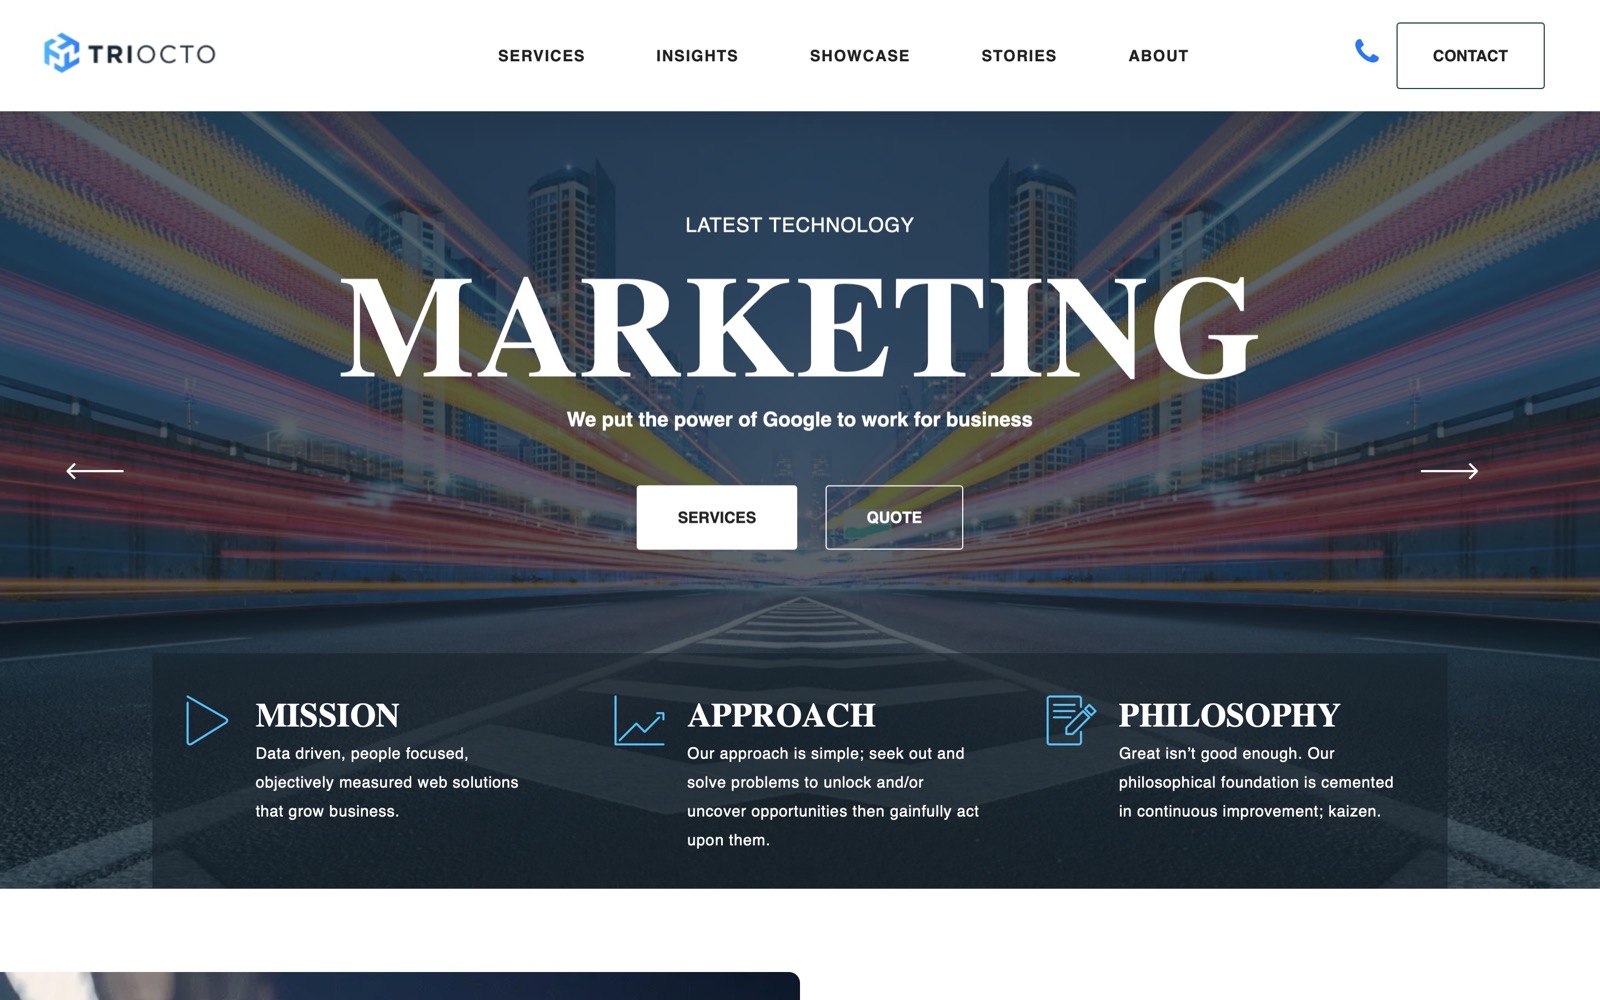 TRIOCTO
SERVICES
INSIGHTS
SHOWCASE
STORIES
ABOUT
CONTACT
LATEST TECHNOLOGY
MARKETING
We put the power of Google to work for business
SERVICES
QUOTE
MISSION
Data driven, people focused,
objectively measured web solutions
that grow business.
APPROACH
Our approach is simple; seek out and
solve problems to unlock and/or
uncover opportunities then gainfully act
upon them.
PHILOSOPHY
Great isn’t good enough. Our
philosophical foundation is cemented
in continuous improvement; kaizen.